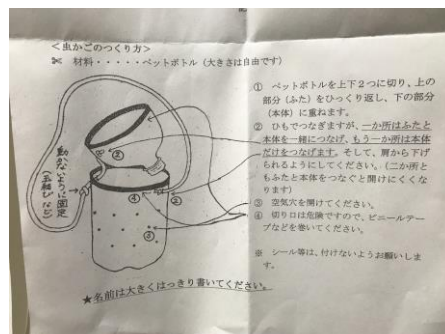 ＜虫かごのつくり方＞
✄ 材料・・・・・ペットボトル（大きさは自由です）
① ペットボトルを上下２つに切り、上の
部分（ふた）をひっくり返し、下の部分
（本体）に重ねます。
② ひもでつなぎますが、一か所はふたと
本体を一緒につなげ、もう一か所は本体
だけをつなげます。そして、肩から下げ
られるようにしてください。（二か所と
もふたと本体をつなぐと開けにくくな
ります）
③ 空気穴を開けてください。
④ 切り口は危険ですので、ビニールテー
プなどを巻いてください。
※ シール等は、付けないようお願いしま
す。
動かないように固定
（玉結びなど）
②
④
②
③
★名前は大きくはっきり書いてください。